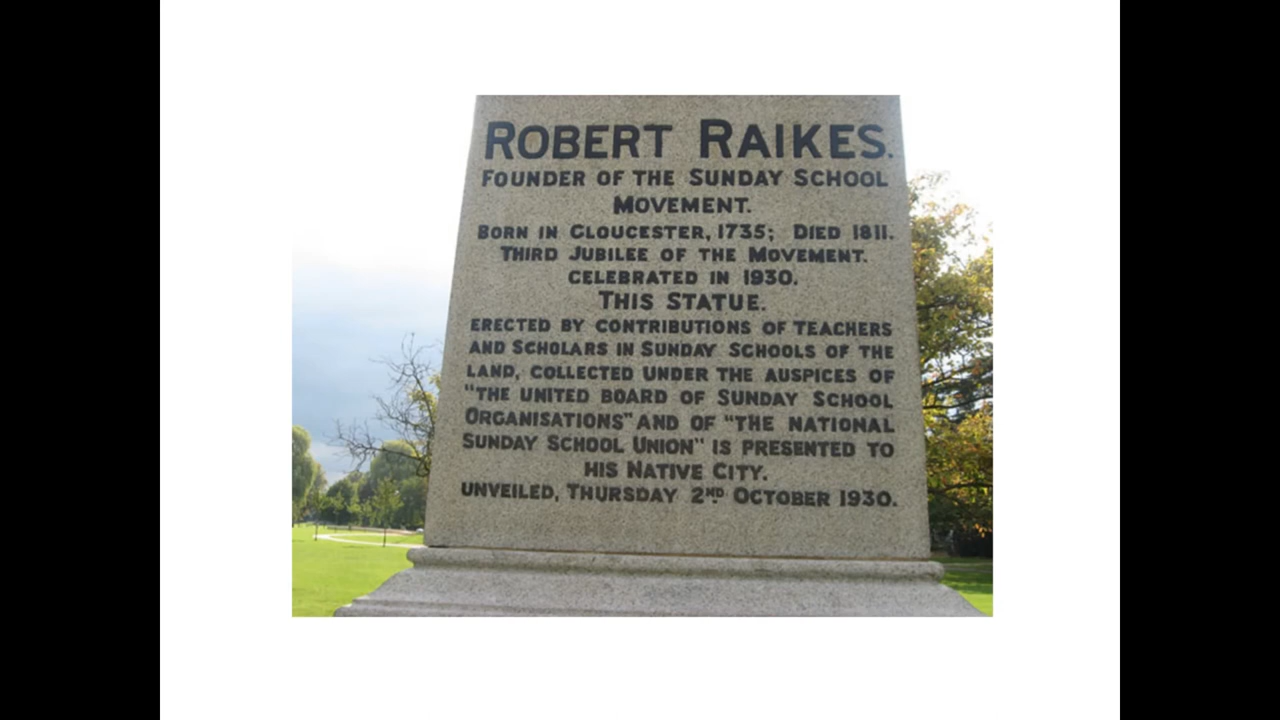 ROBERT RAIKES.
FOUNDER OF THE SUNDAY SCHOOL
MOVEMENT.
BORN IN GLOUCESTER, 1735; DIED 1811.
THIRD JUBILEE OF THE MOVEMENT.
CELEBRATED IN 1930.
THIS STATUE.
ERECTED BY CONTRIBUTIONS OF TEACHERS
AND SCHOLARS IN SUNDAY SCHOOLS OF THE
LAND, COLLECTED UNDER THE AUSPICES OF
"THE UNITED BOARD OF SUNDAY SCHOOL
ORGANISATIONS" AND OF "THE NATIONAL
SUNDAY SCHOOL UNION" IS PRESENTED TO
HIS NATIVE CITY.
UNVEILED, THURSDAY 2ND OCTOBER 1930.